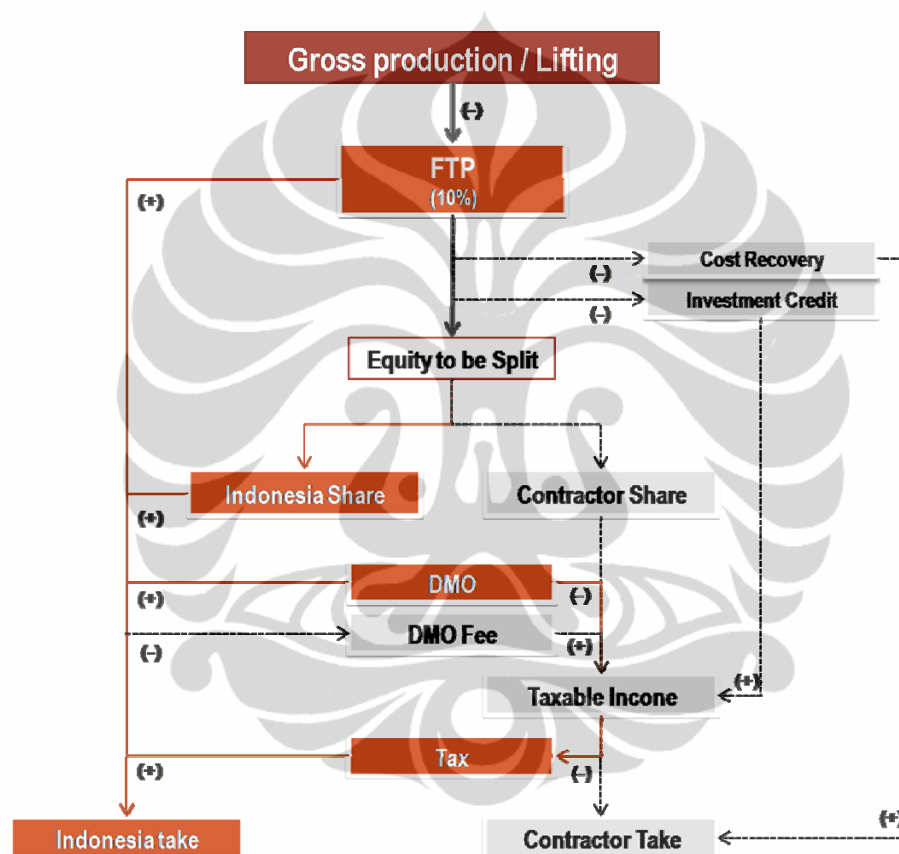 Gross production / Lifting
(-)
FTP
(10%)
(+)
Cost Recovery
(-)
Investment Credit
(-)
Equity to be Split
Indonesia Share
Contractor Share
(+)
DMO
(+)
(-)
DMO Fee
(-)
(+)
Taxable Incone
(+)
Tax
(+)
(-)
Indonesia take
Contractor Take
(+)